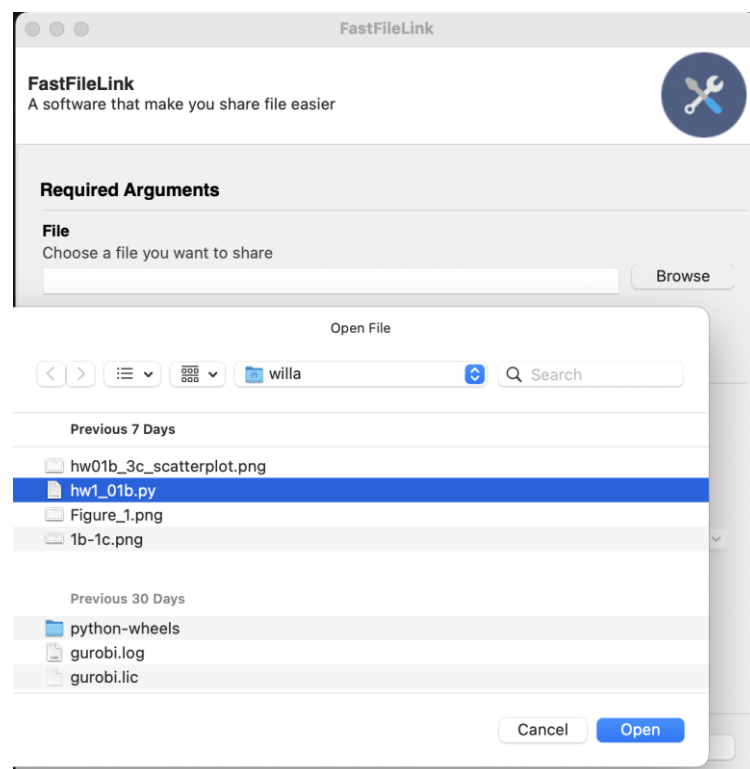 FastFileLink
FastFileLink
A software that make you share file easier
Required Arguments
File
Choose a file you want to share
Browse
Open File
willa
Search
Previous 7 Days
hw01b_3c_scatterplot.png
hw1_01b.py
Figure_1.png
1b-1c.png
Previous 30 Days
python-wheels
gurobi.log
gurobi.lic
Cancel
Open